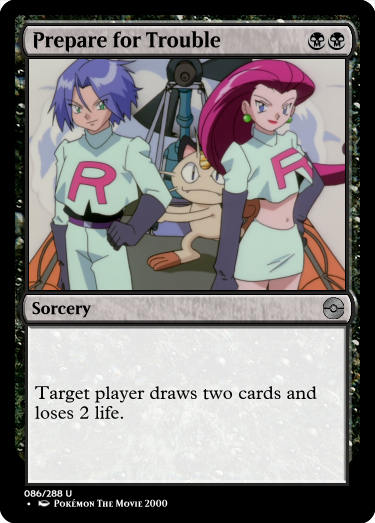 Prepare for Trouble
R
R
Sorcery
Target player draws two cards and
loses 2 life.
086/288 U
• Pokémon The Movie 2000